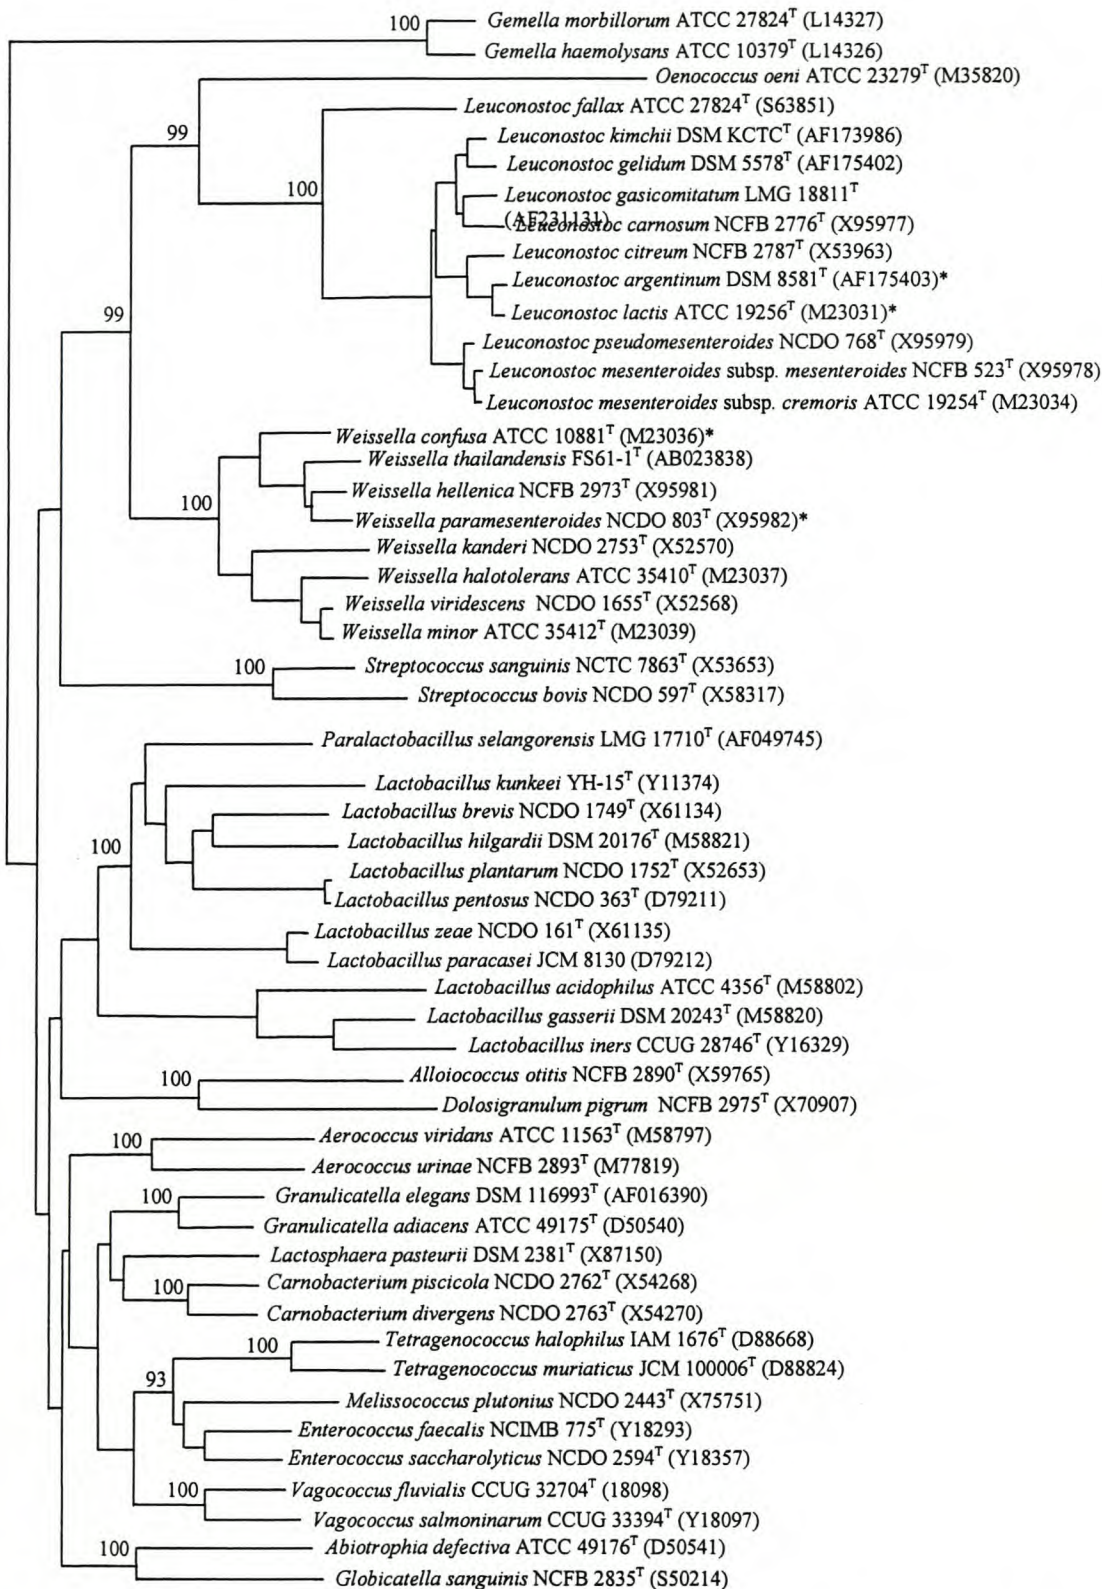 100 Gemella morbillorum ATCC 27824ᵀ (L14327)
Gemella haemolysans ATCC 10379ᵀ (L14326)
Oenococcus oeni ATCC 23279ᵀ (M35820)
Leuconostoc fallax ATCC 27824ᵀ (S63851)
99 Leuconostoc kimchii DSM KCTCᵀ (AF173986)
Leuconostoc gelidum DSM 5578ᵀ (AF175402)
100 Leuconostoc gasicomitatum LMG 18811ᵀ
(AF231131)
Leuconostoc carnosum NCFB 2776ᵀ (X95977)
Leuconostoc citreum NCFB 2787ᵀ (X53963)
Leuconostoc argentinum DSM 8581ᵀ (AF175403)*
99 Leuconostoc lactis ATCC 19256ᵀ (M23031)*
Leuconostoc pseudomesenteroides NCDO 768ᵀ (X95979)
Leuconostoc mesenteroides subsp. mesenteroides NCFB 523ᵀ (X95978)
Leuconostoc mesenteroides subsp. cremoris ATCC 19254ᵀ (M23034)
Weissella confusa ATCC 10881ᵀ (M23036)*
Weissella thailandensis FS61-1ᵀ (AB023838)
Weissella hellenica NCFB 2973ᵀ (X95981)
100 Weissella paramesenteroides NCDO 803ᵀ (X95982)*
Weissella kanderi NCDO 2753ᵀ (X52570)
Weissella halotolerans ATCC 35410ᵀ (M23037)
Weissella viridescens NCDO 1655ᵀ (X52568)
Weissella minor ATCC 35412ᵀ (M23039)
100 Streptococcus sanguinis NCTC 7863ᵀ (X53653)
Streptococcus bovis NCDO 597ᵀ (X58317)
Paralactobacillus selangorensis LMG 17710ᵀ (AF049745)
Lactobacillus kunkeei YH-15ᵀ (Y11374)
Lactobacillus brevis NCDO 1749ᵀ (X61134)
Lactobacillus hilgardii DSM 20176ᵀ (M58821)
100 Lactobacillus plantarum NCDO 1752ᵀ (X52653)
Lactobacillus pentosus NCDO 363ᵀ (D79211)
Lactobacillus zeae NCDO 161ᵀ (X61135)
Lactobacillus paracasei JCM 8130 (D79212)
Lactobacillus acidophilus ATCC 4356ᵀ (M58802)
Lactobacillus gasserii DSM 20243ᵀ (M58820)
Lactobacillus iners CCUG 28746ᵀ (Y16329)
100 Alloiococcus otitis NCFB 2890ᵀ (X59765)
Dolosigranulum pigrum NCFB 2975ᵀ (X70907)
100 Aerococcus viridans ATCC 11563ᵀ (M58797)
Aerococcus urinae NCFB 2893ᵀ (M77819)
100 Granulicatella elegans DSM 116993ᵀ (AF016390)
Granulicatella adiacens ATCC 49175ᵀ (D50540)
Lactosphaera pasteurii DSM 2381ᵀ (X87150)
100 Carnobacterium piscicola NCDO 2762ᵀ (X54268)
Carnobacterium divergens NCDO 2763ᵀ (X54270)
100 Tetragenococcus halophilus IAM 1676ᵀ (D88668)
Tetragenococcus muriaticus JCM 100006ᵀ (D88824)
93 Melissococcus plutonius NCDO 2443ᵀ (X75751)
Enterococcus faecalis NCIMB 775ᵀ (Y18293)
Enterococcus saccharolyticus NCDO 2594ᵀ (Y18357)
100 Vagococcus fluvialis CCUG 32704ᵀ (18098)
Vagococcus salmoninarum CCUG 33394ᵀ (Y18097)
100 Abiotrophia defectiva ATCC 49176ᵀ (D50541)
Globicatella sanguinis NCFB 2835ᵀ (S50214)